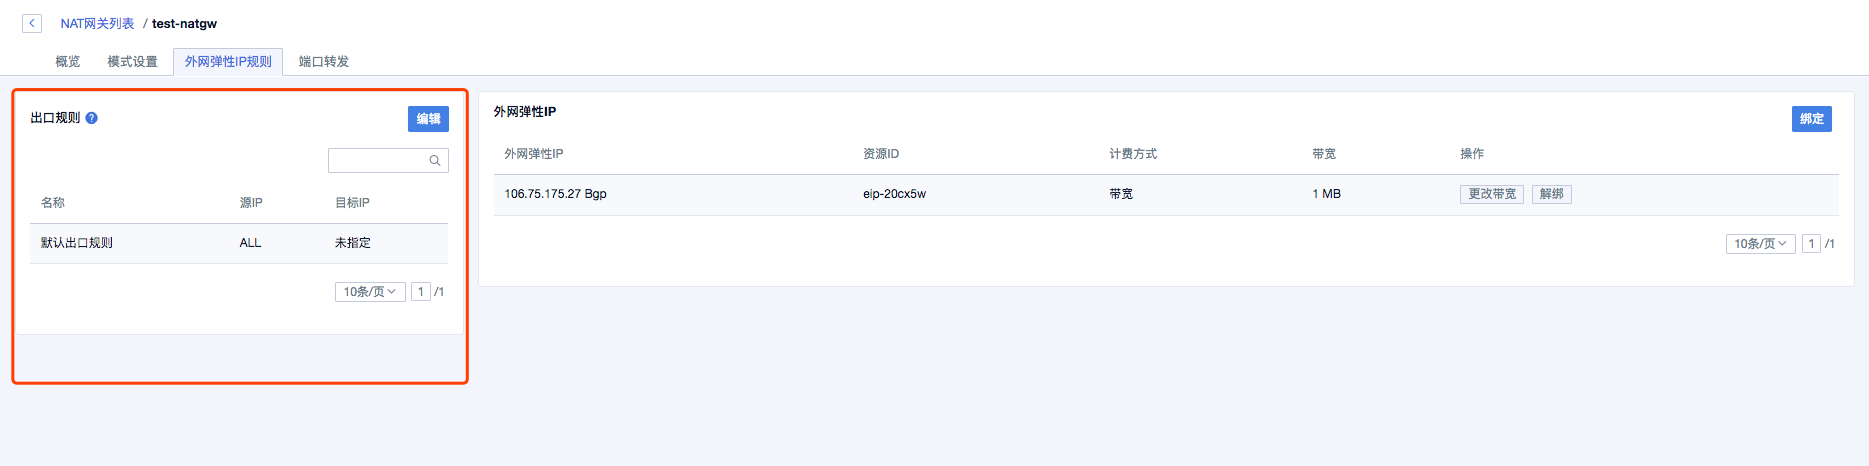 NAT网关列表 / test-natgw
概览 模式设置 外网弹性IP规则 端口转发
出口规则 ? 编辑
名称 源IP 目标IP
默认出口规则 ALL 未指定
10条/页 1 /1
外网弹性IP 绑定
外网弹性IP 资源ID 计费方式 带宽 操作
106.75.175.27 Bgp eip-20cx5w 带宽 1 MB 更改带宽 解绑
10条/页 1 /1